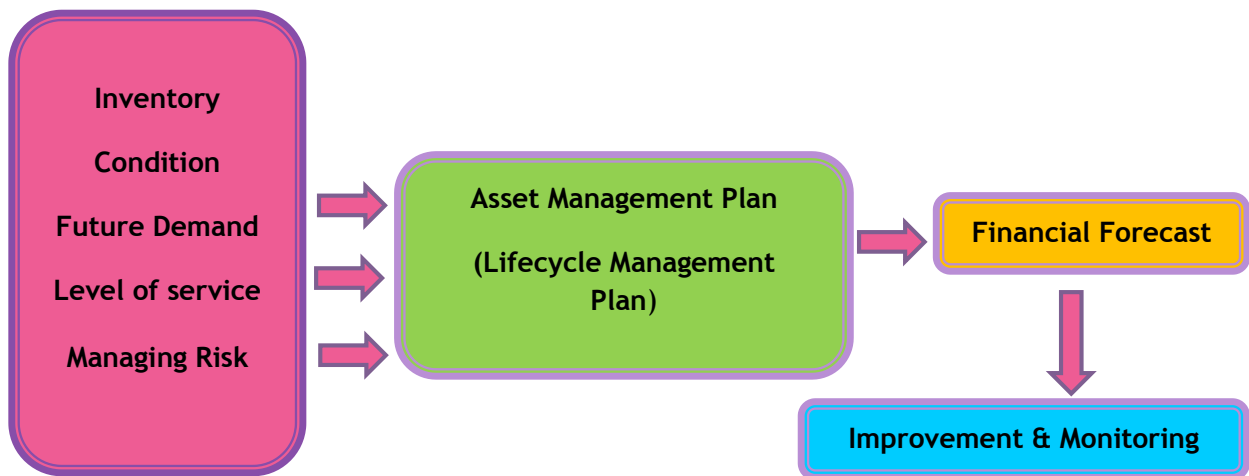 Inventory
Condition
Future Demand
Level of service
Managing Risk
Asset Management Plan
(Lifecycle Management
Plan)
Financial Forecast
Improvement & Monitoring